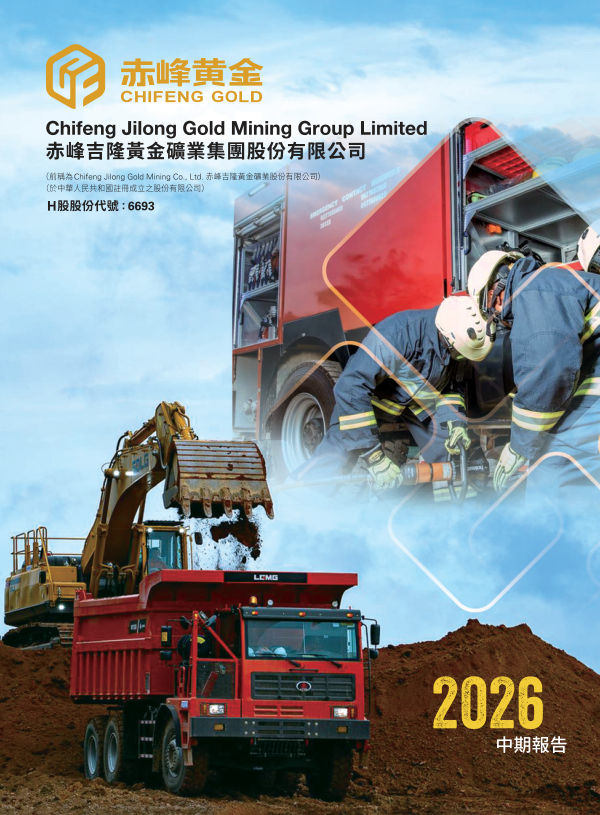 赤峰黄金
CHIFENG GOLD
Chifeng Jilong Gold Mining Group Limited
赤峰吉隆黃金礦業集團股份有限公司
(前稱為Chifeng Jilong Gold Mining Co., Ltd. 赤峰吉隆黃金礦業股份有限公司)
(於中華人民共和國註冊成立之股份有限公司)
H股股份代號：6693
EMERGENCY CONTACT
LCMG
2026
中期報告